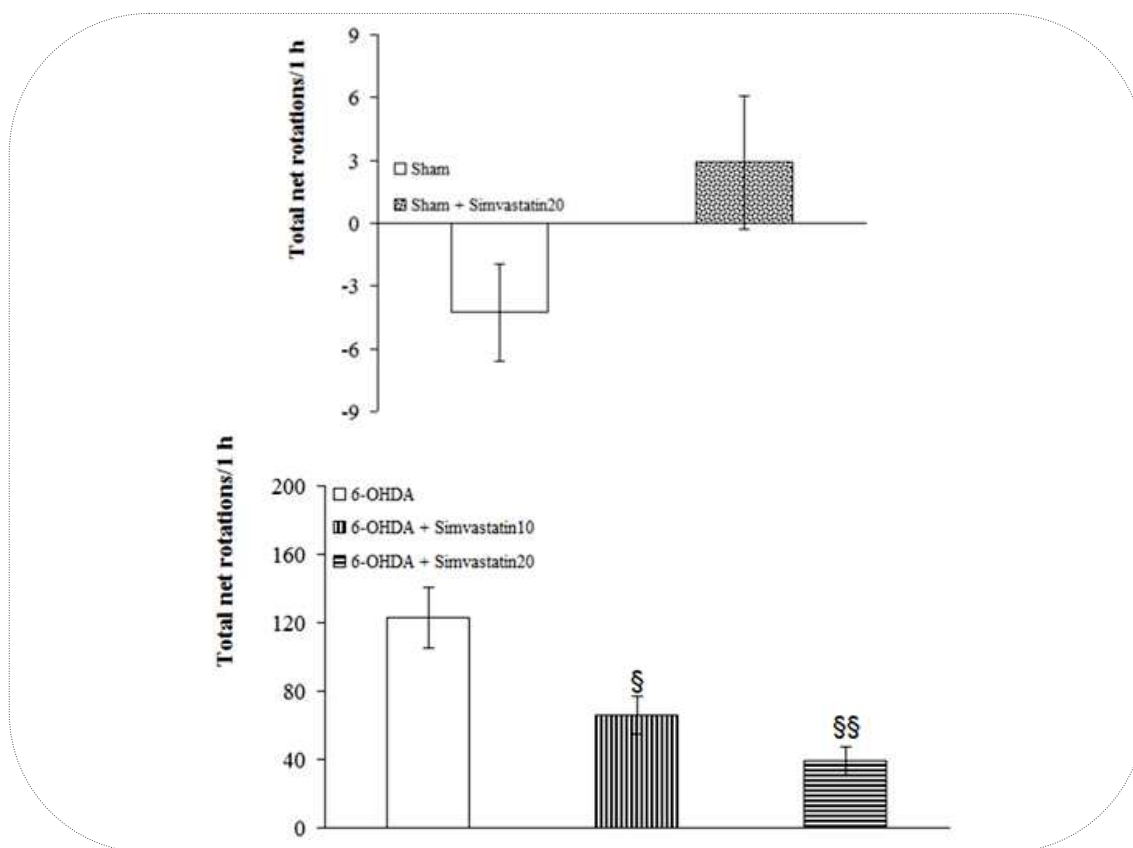 Total net rotations/1 h
9
6
3
0
-3
-6
-9
Sham
Sham + Simvastatin20
Total net rotations/1 h
200
160
120
80
40
0
6-OHDA
6-OHDA + Simvastatin10
6-OHDA + Simvastatin20
§
§§